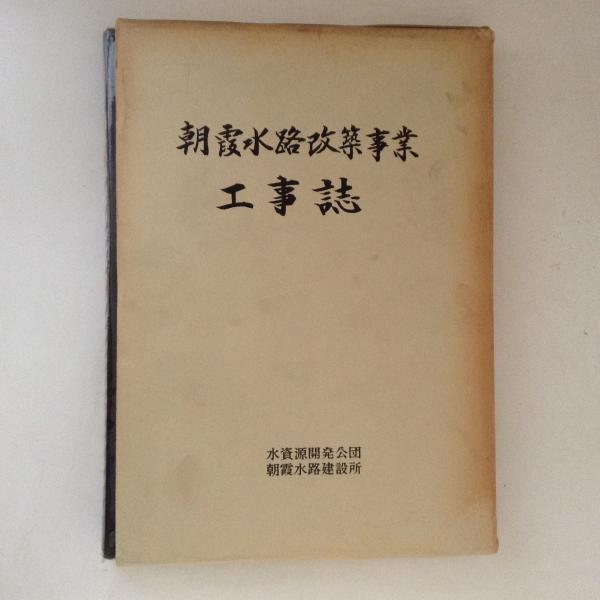 朝霞水路改築事業
工事誌
水資源開発公団
朝霞水路建設所